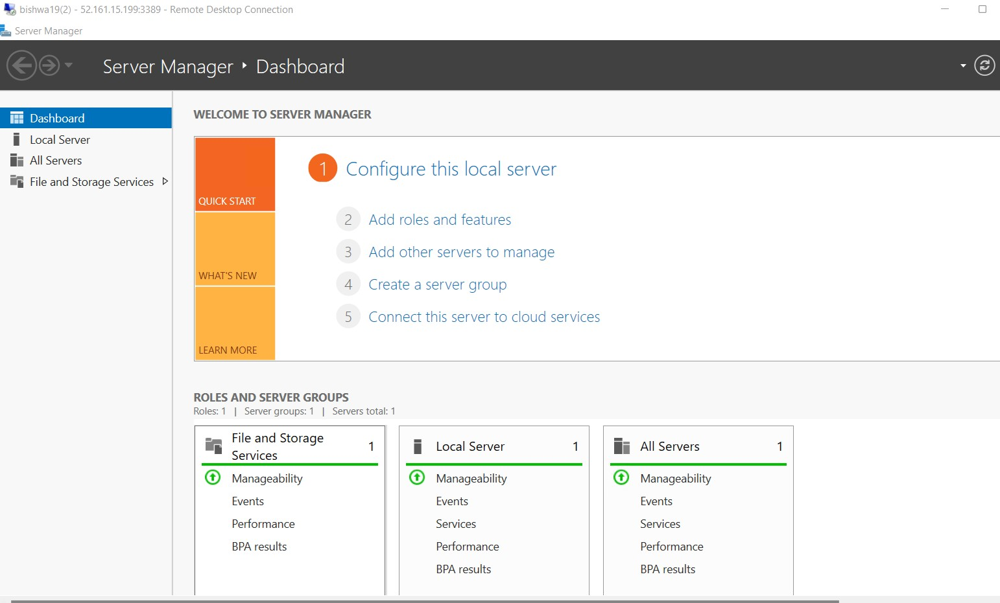 bishwa19(2) - 52.161.15.199:3389 - Remote Desktop Connection
Server Manager
Server Manager ‣ Dashboard
Dashboard
Local Server
All Servers
File and Storage Services
WELCOME TO SERVER MANAGER
QUICK START
WHAT'S NEW
LEARN MORE
1 Configure this local server
2 Add roles and features
3 Add other servers to manage
4 Create a server group
5 Connect this server to cloud services
ROLES AND SERVER GROUPS
Roles: 1 | Server groups: 1 | Servers total: 1
File and Storage
Services 1
Manageability
Events
Performance
BPA results
Local Server 1
Manageability
Events
Services
Performance
BPA results
All Servers 1
Manageability
Events
Services
Performance
BPA results